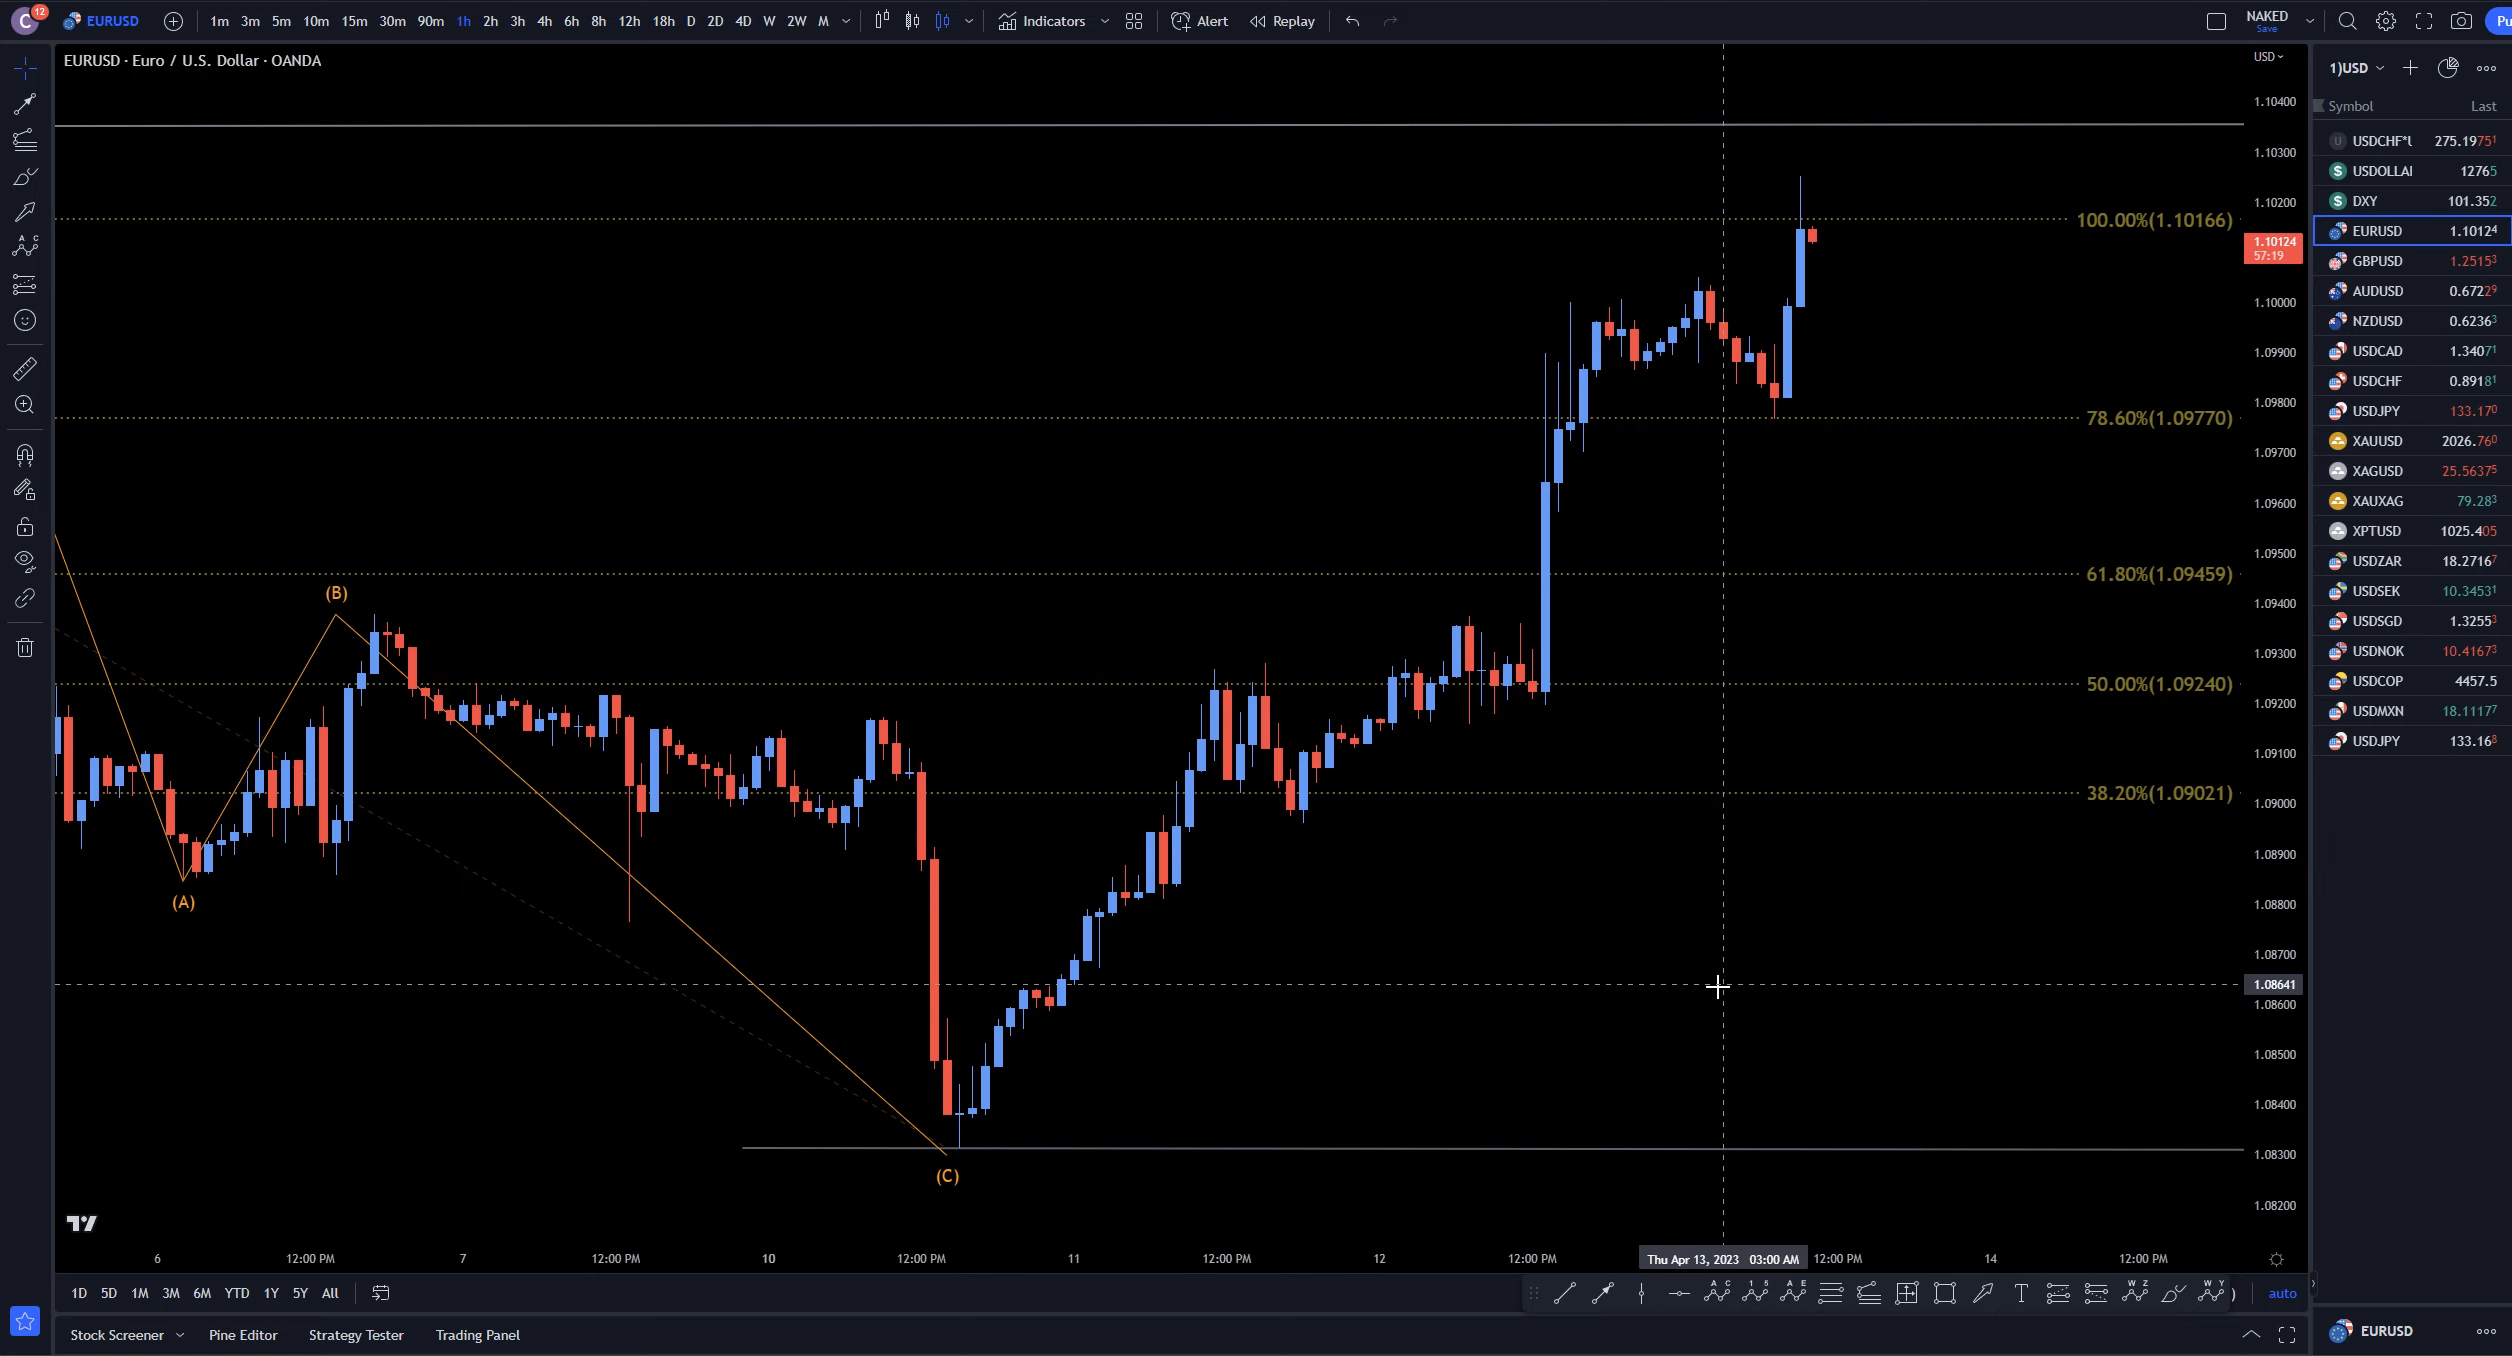 C 12 EURUSD 1m 3m 5m 10m 15m 30m 90m 1h 2h 3h 4h 6h 8h 12h 18h D 2D 4D W 2W M Indicators Alert Replay NAKED Save Pu
EURUSD · Euro / U.S. Dollar · OANDA
USD
1.10400
1.10300
1.10200
100.00%(1.10166)
1.10124
57:19
1.10000
1.09900
1.09800
78.60%(1.09770)
1.09700
1.09600
1.09500
61.80%(1.09459)
1.09400
(B)
1.09300
50.00%(1.09240)
1.09200
1.09100
38.20%(1.09021)
1.09000
1.08900
(A)
1.08800
1.08700
1.08641
1.08600
1.08500
1.08400
1.08300
(C)
1.08200
6 12:00 PM 7 12:00 PM 10 12:00 PM 11 12:00 PM 12 12:00 PM Thu Apr 13, 2023 03:00 AM 12:00 PM 14 12:00 PM
1D 5D 1M 3M 6M YTD 1Y 5Y All auto
Stock Screener Pine Editor Strategy Tester Trading Panel
1)USD
Symbol Last
USDCHF*U 275.19751
USDOLLAI 12765
DXY 101.352
EURUSD 1.10124
GBPUSD 1.25153
AUDUSD 0.67229
NZDUSD 0.62363
USDCAD 1.34071
USDCHF 0.89181
USDJPY 133.170
XAUUSD 2026.760
XAGUSD 25.56375
XAUXAG 79.283
XPTUSD 1025.405
USDZAR 18.27167
USDSEK 10.34531
USDSGD 1.32553
USDNOK 10.41673
USDCOP 4457.5
USDMXN 18.11177
USDJPY 133.168
EURUSD